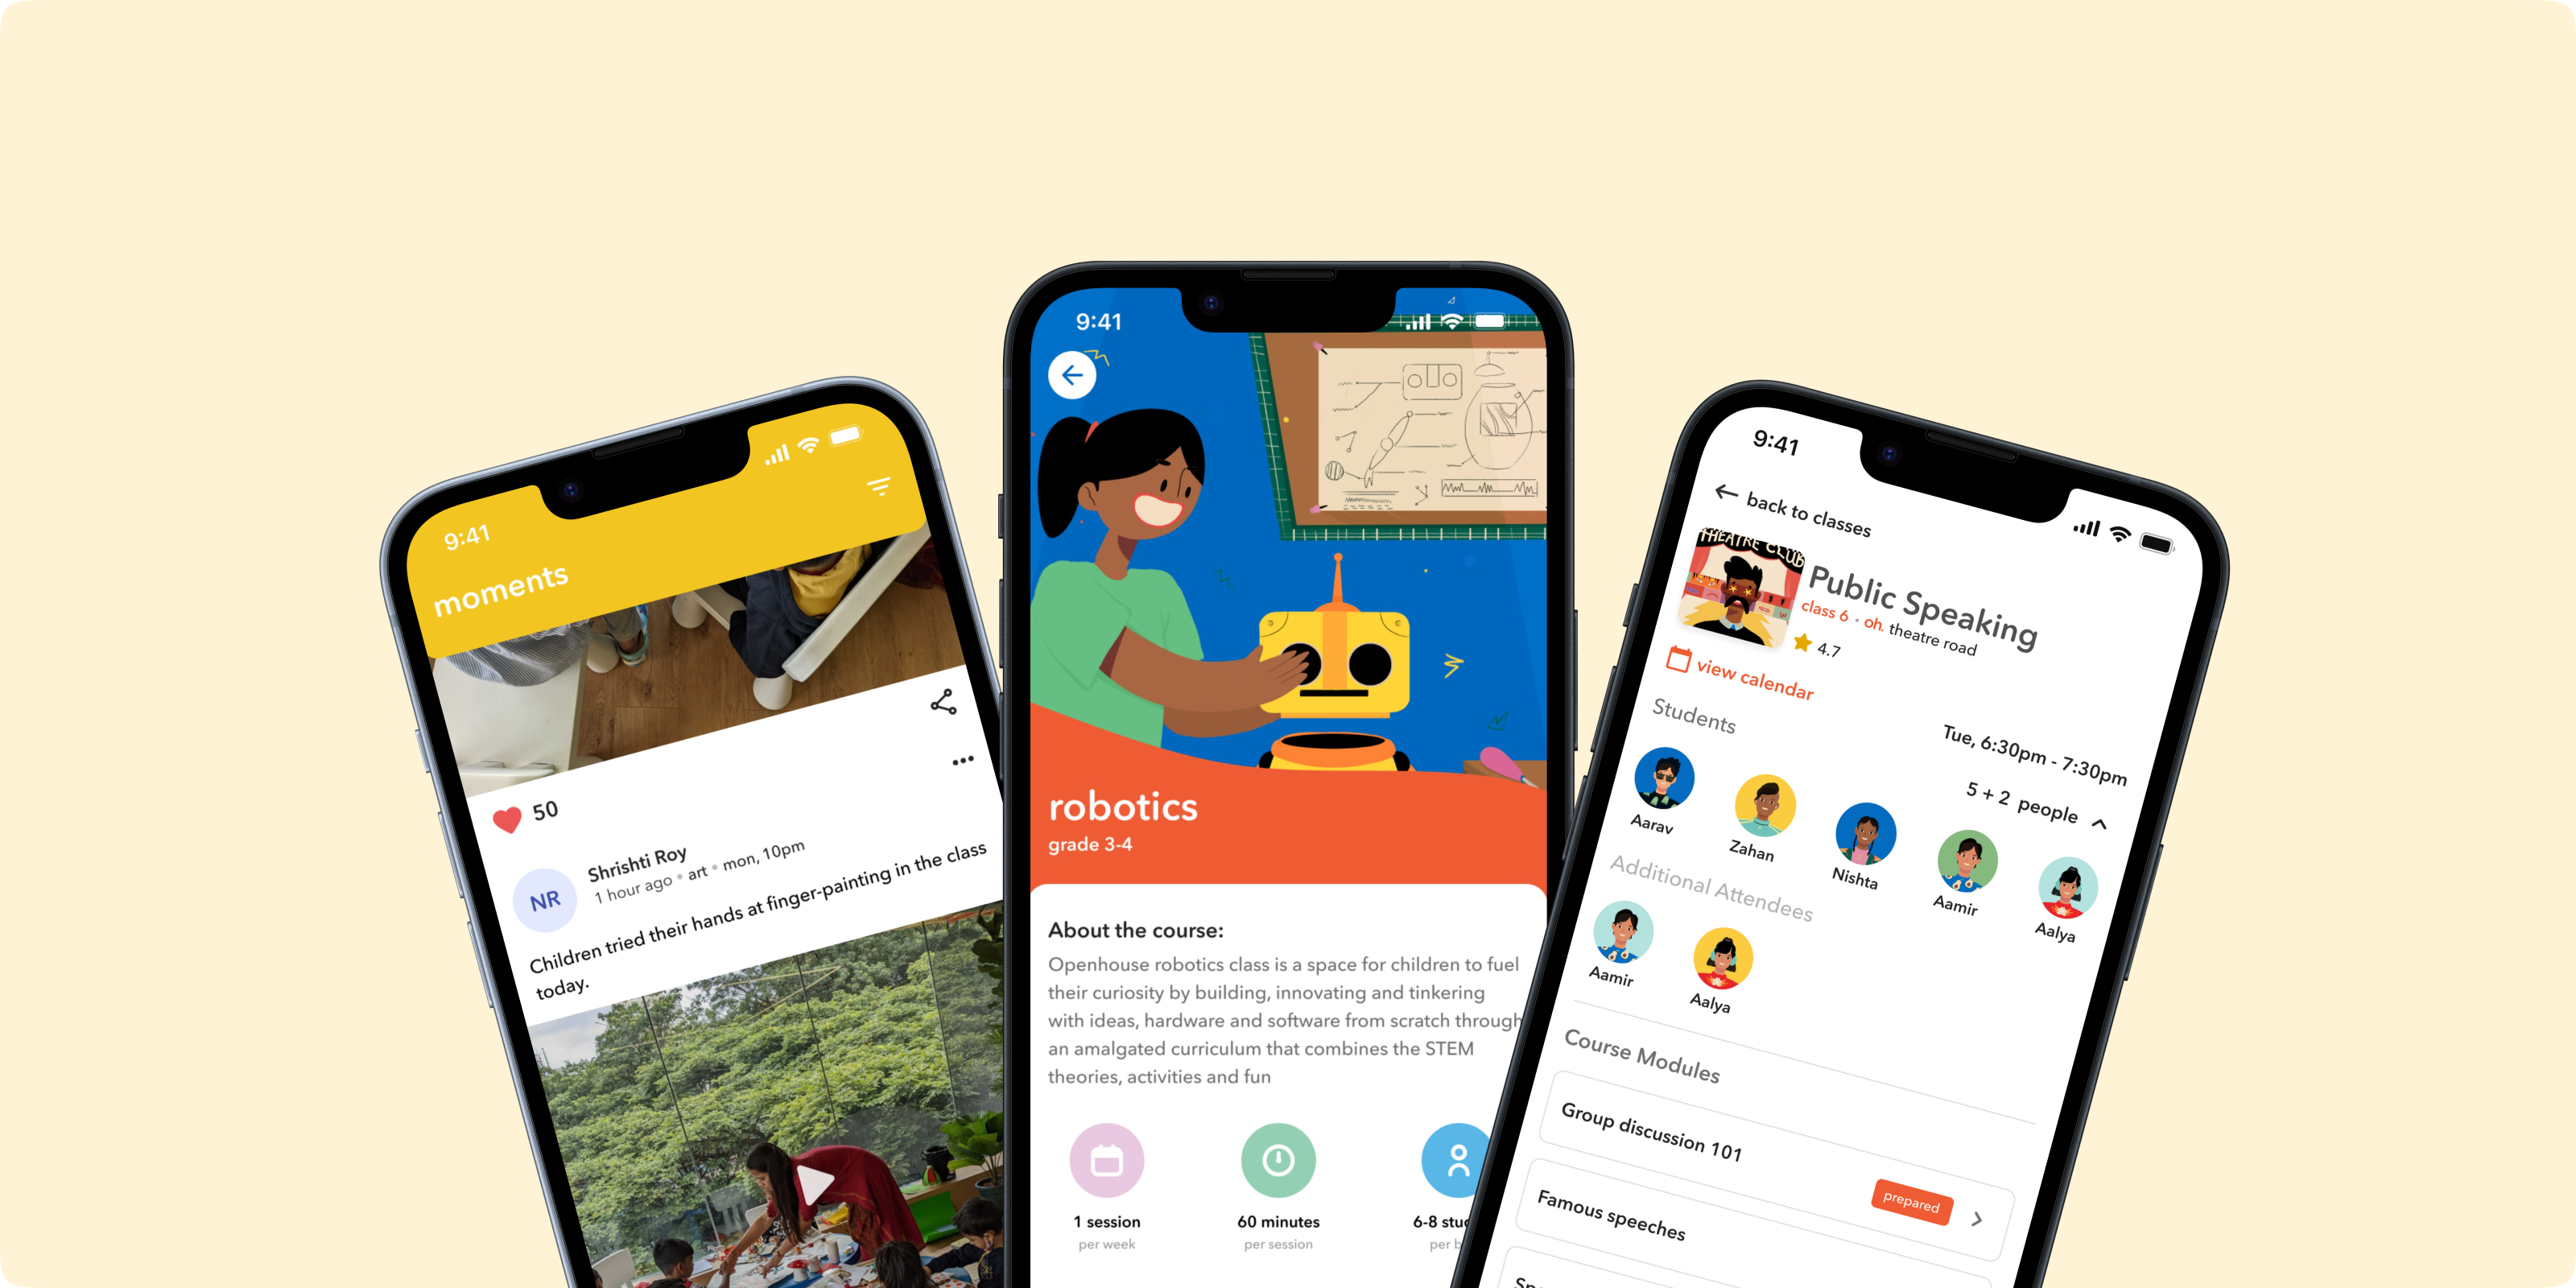 9:41
moments
50
NR
Shrishti Roy
1 hour ago • art • mon, 10pm
Children tried their hands at finger-painting in the class
today.
9:41
robotics
grade 3-4
About the course:
Openhouse robotics class is a space for children to fuel
their curiosity by building, innovating and tinkering
with ideas, hardware and software from scratch through
an amalgated curriculum that combines the STEM
theories, activities and fun
1 session
per week
60 minutes
per session
6-8
per
9:41
back to classes
THEATRE CLUB
Public Speaking
class 6 • oh. theatre road
4.7
view calendar
Students
Tue, 6:30pm - 7:30pm
5 + 2 people
Aarav
Zahan
Nishta
Aamir
Aalya
Additional Attendees
Aamir
Aalya
Course Modules
Group discussion 101
prepared
Famous speeches